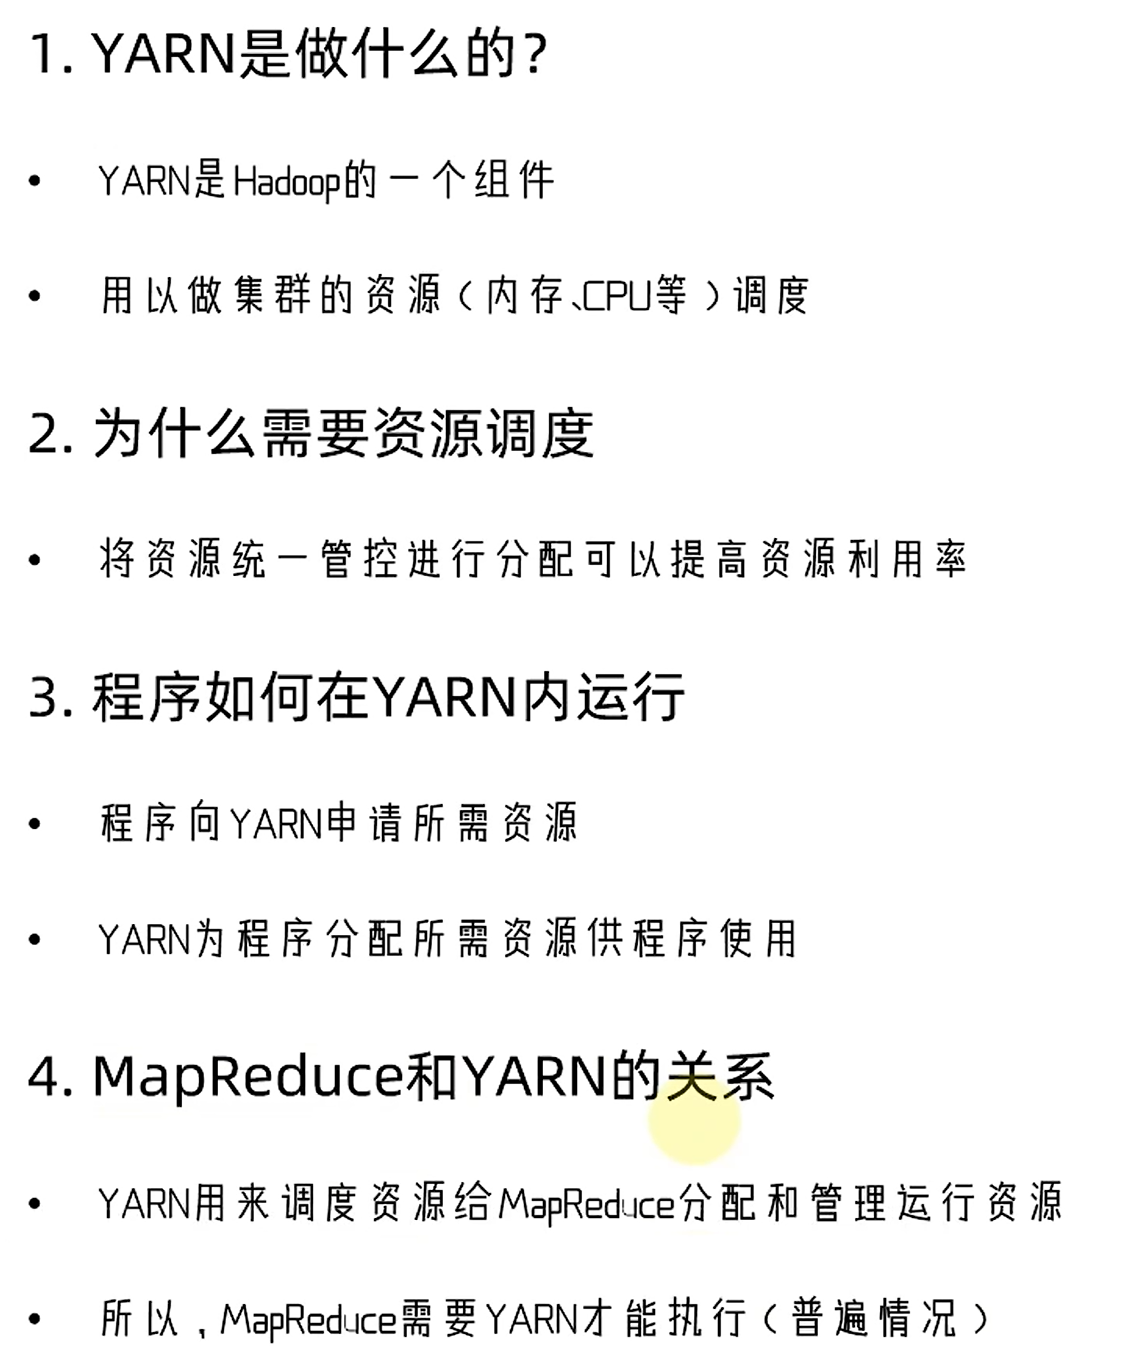 1. YARN是做什么的？
• YARN是Hadoop的一个组件
• 用以做集群的资源（内存、CPU等）调度
2. 为什么需要资源调度
• 将资源统一管控进行分配可以提高资源利用率
3. 程序如何在YARN内运行
• 程序向YARN申请所需资源
• YARN为程序分配所需资源供程序使用
4. MapReduce和YARN的关系
• YARN用来调度资源给MapReduce分配和管理运行资源
• 所以，MapReduce需要YARN才能执行（普遍情况）